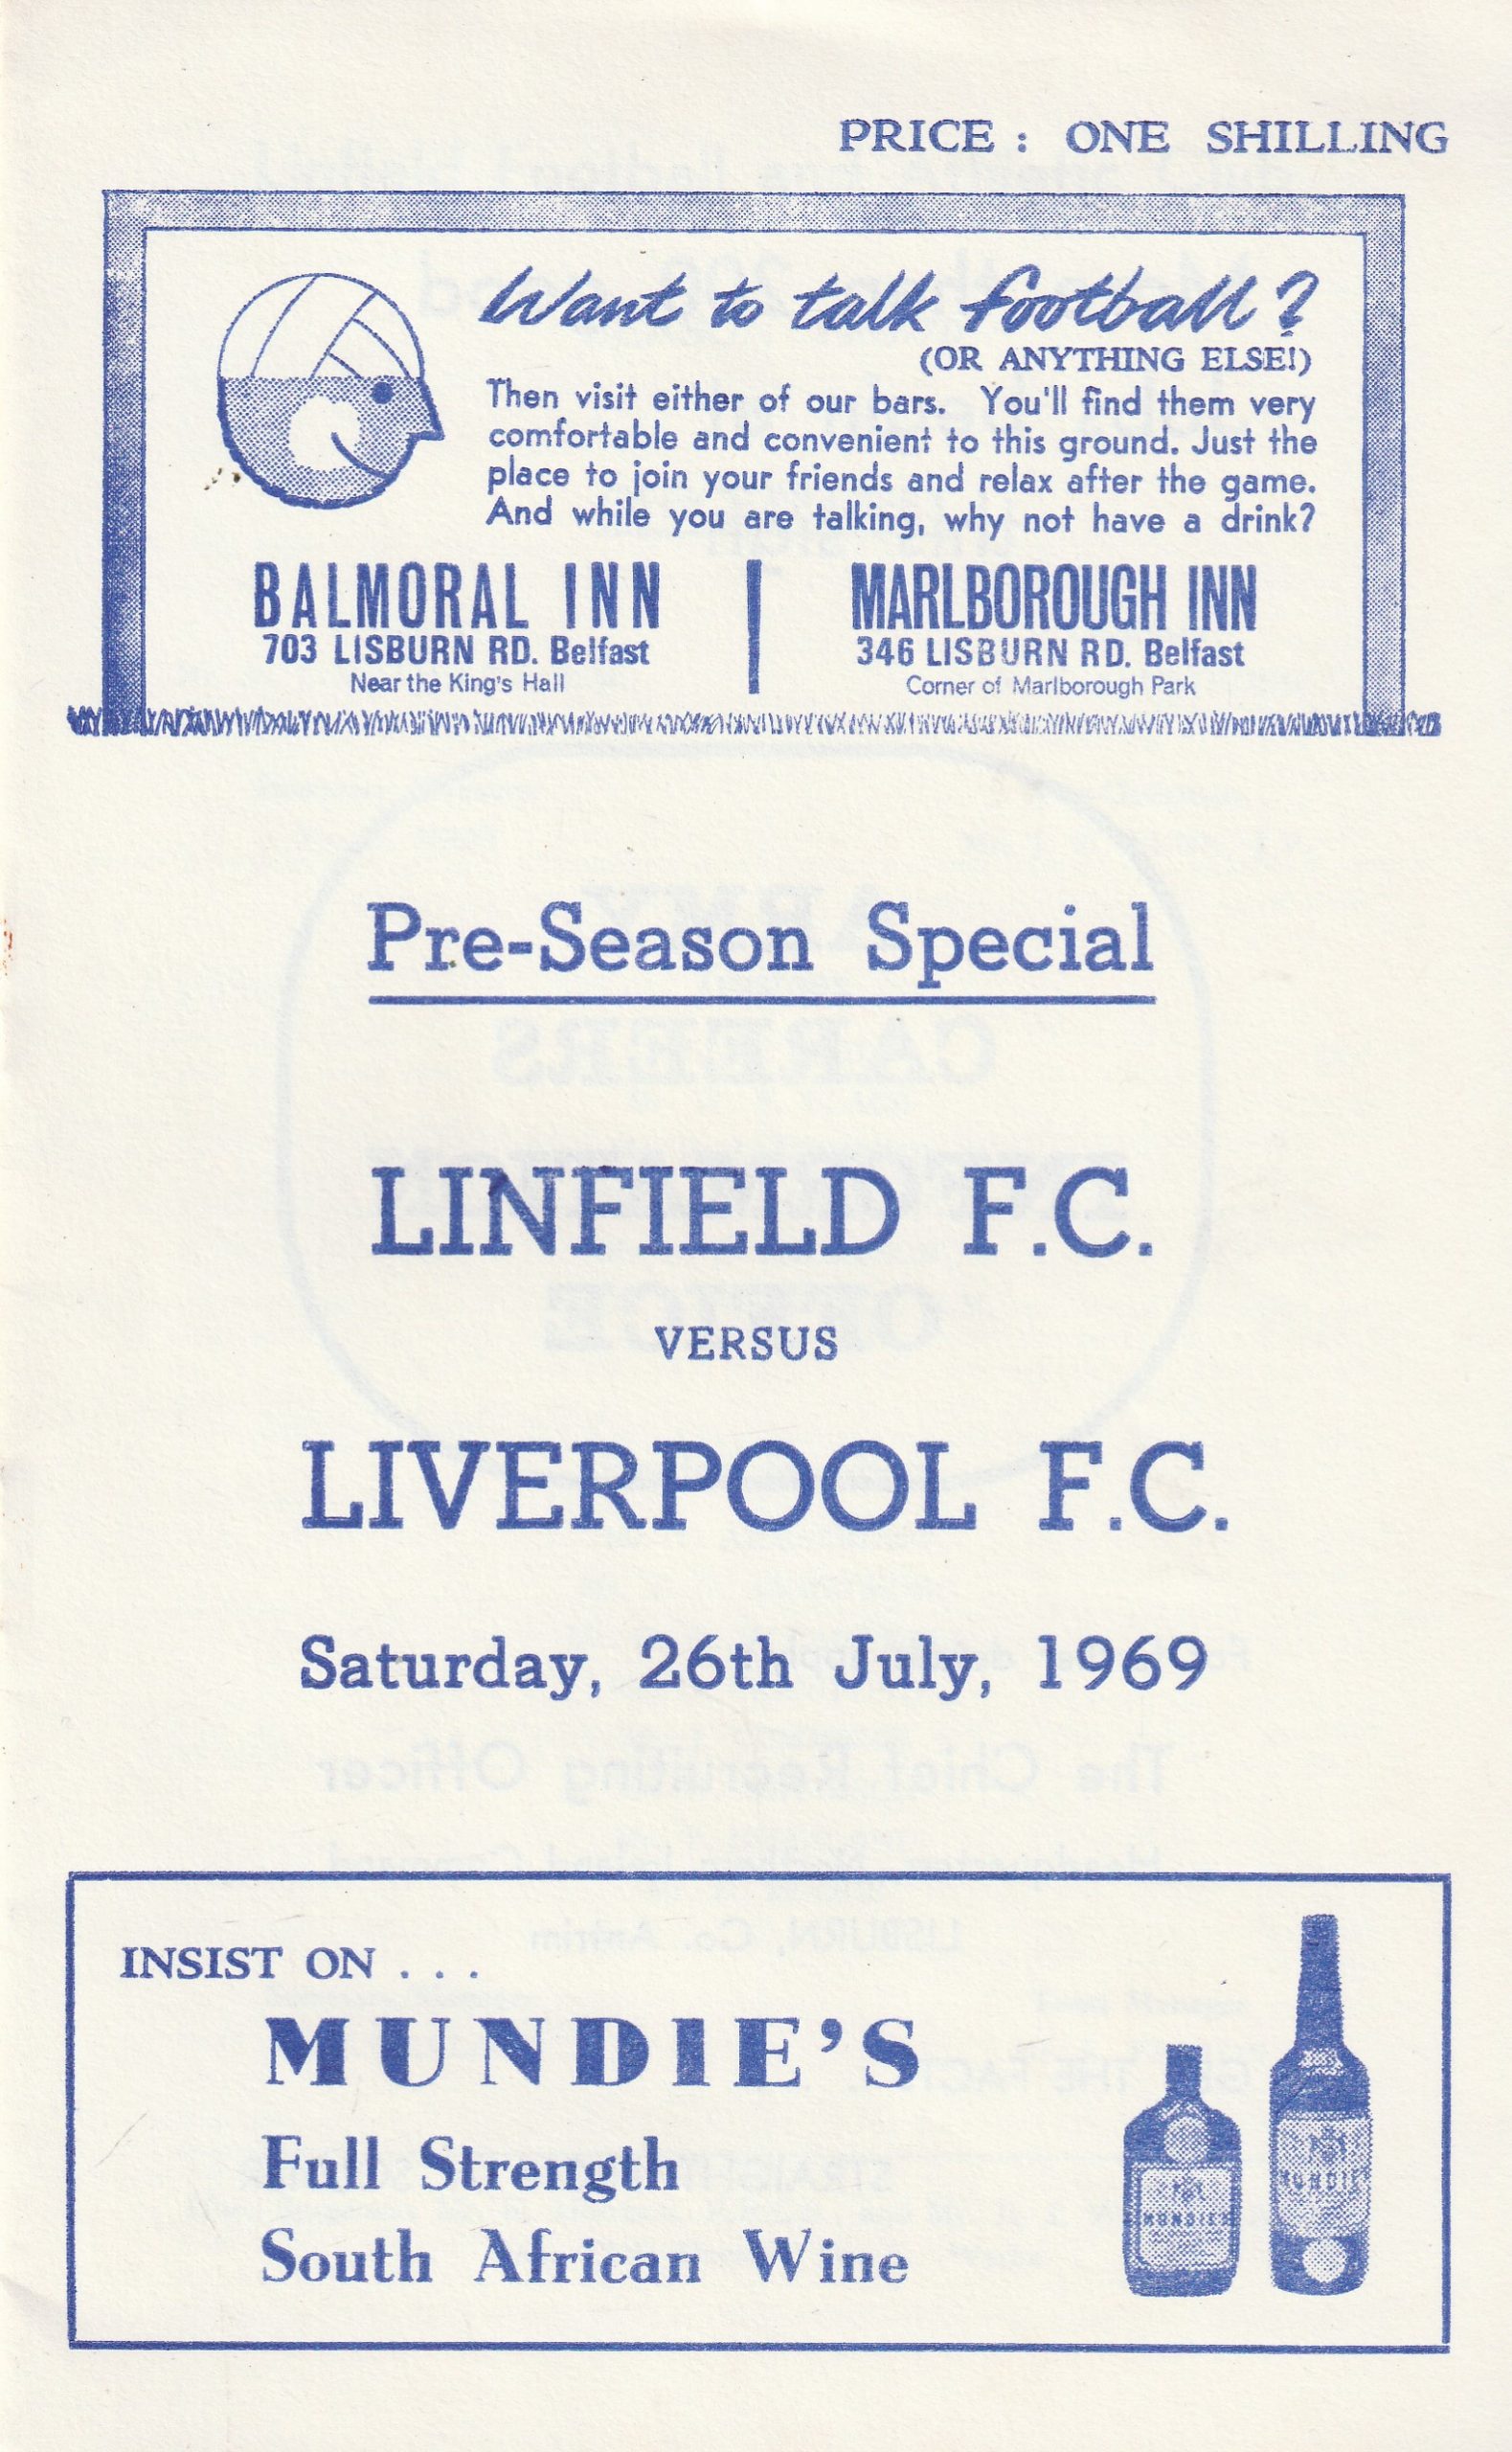 PRICE : ONE SHILLING
Want to talk football?
(OR ANYTHING ELSE!)
Then visit either of our bars. You'll find them very
comfortable and convenient to this ground. Just the
place to join your friends and relax after the game.
And while you are talking, why not have a drink?
BALMORAL INN
703 LISBURN RD. Belfast
Near the King's Hall
MARLBOROUGH INN
346 LISBURN RD. Belfast
Corner of Marlborough Park
Pre-Season Special
LINFIELD F.C.
VERSUS
LIVERPOOL F.C.
Saturday, 26th July, 1969
INSIST ON . . .
MUNDIE'S
Full Strength
South African Wine
MUNDIES
MUNDIE